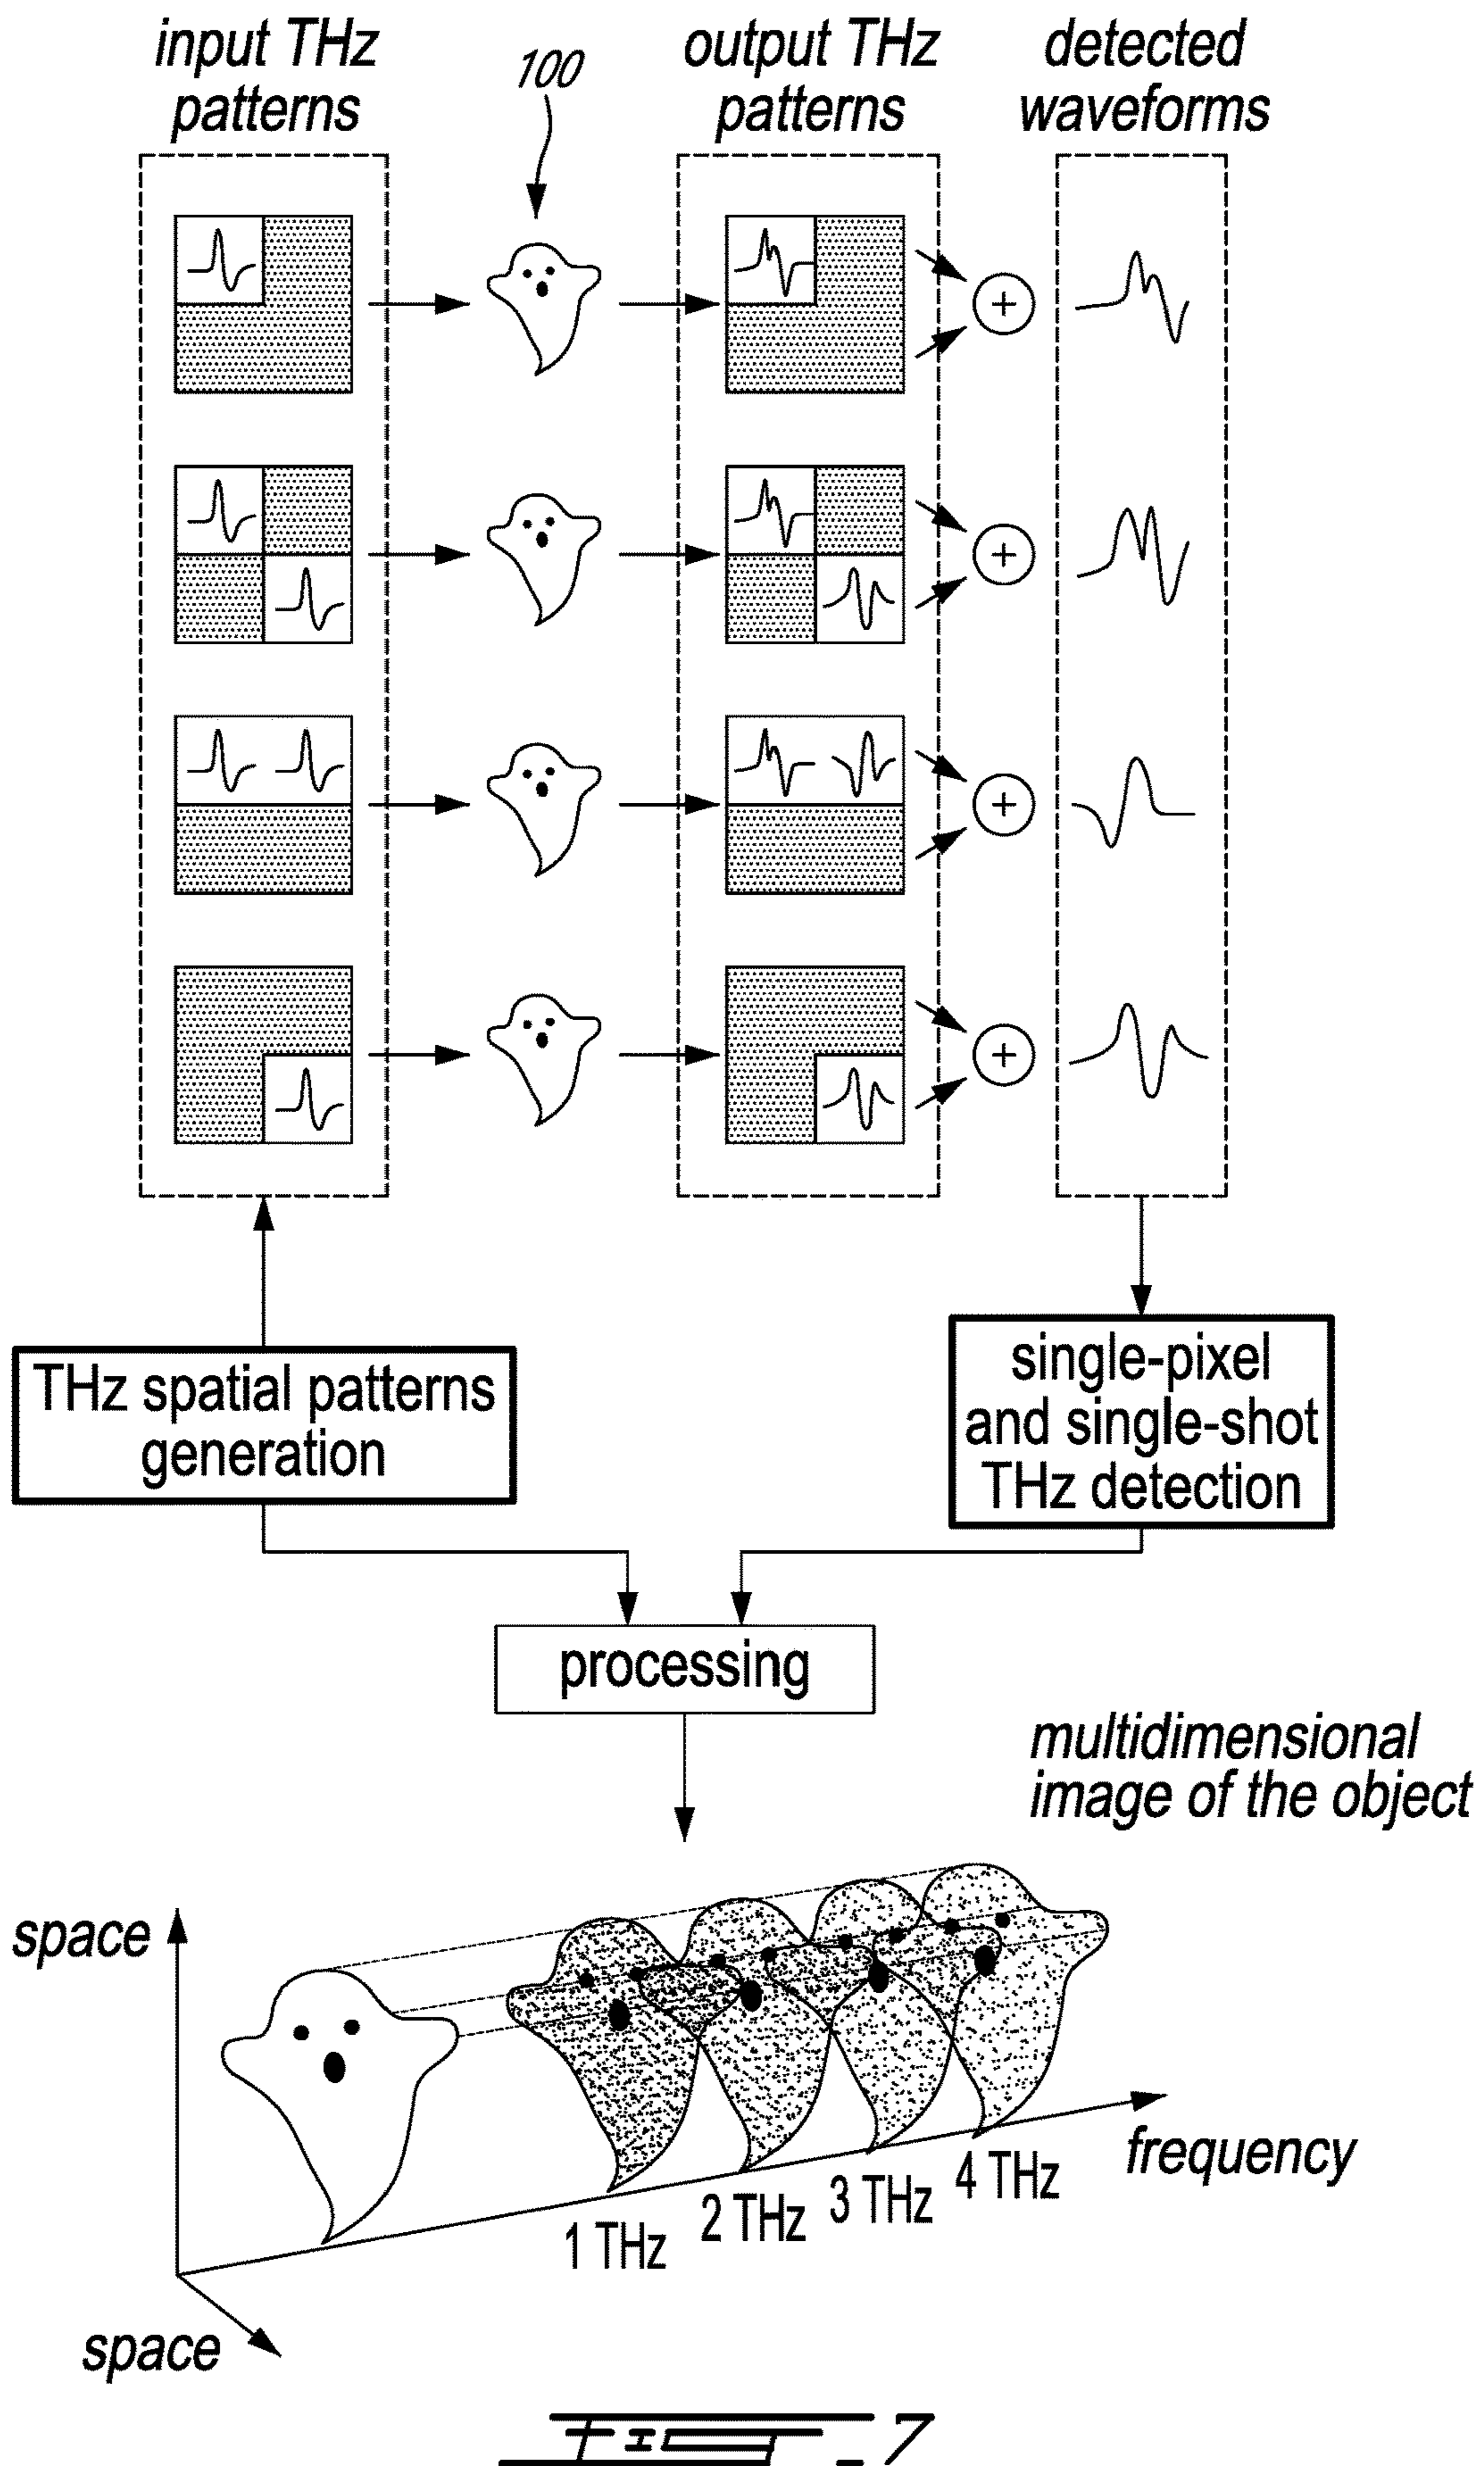 input THz
patterns
100
output THz
patterns
detected
waveforms
+
+
+
+
THz spatial patterns
generation
single-pixel
and single-shot
THz detection
processing
multidimensional
image of the object
space
frequency
1 THz
2 THz
3 THz
4 THz
space
FIG_7